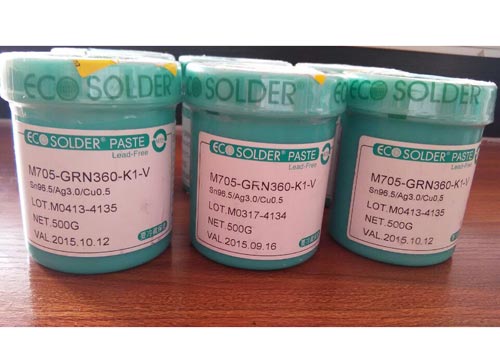 ECO SOLDER
ECO SOLDER® PASTE
Lead-Free
M705-GRN360-K1-V
Sn96.5/Ag3.0/Cu0.5
LOT.M0413-4135
NET.500G
VAL.2015.10.12
ECO SOLDER
ECO SOLDER® PASTE
Lead-Free
M705-GRN360-K1-V
Sn96.5/Ag3.0/Cu0.5
LOT.M0317-4134
NET.500G
VAL.2015.09.16
ECO SOLDER
ECO SOLDER® PASTE
Lead-Free
M705-GRN360-K1-V
Sn96.5/Ag3.0/Cu0.5
LOT.M0413-4135
NET.500G
VAL.2015.10.12